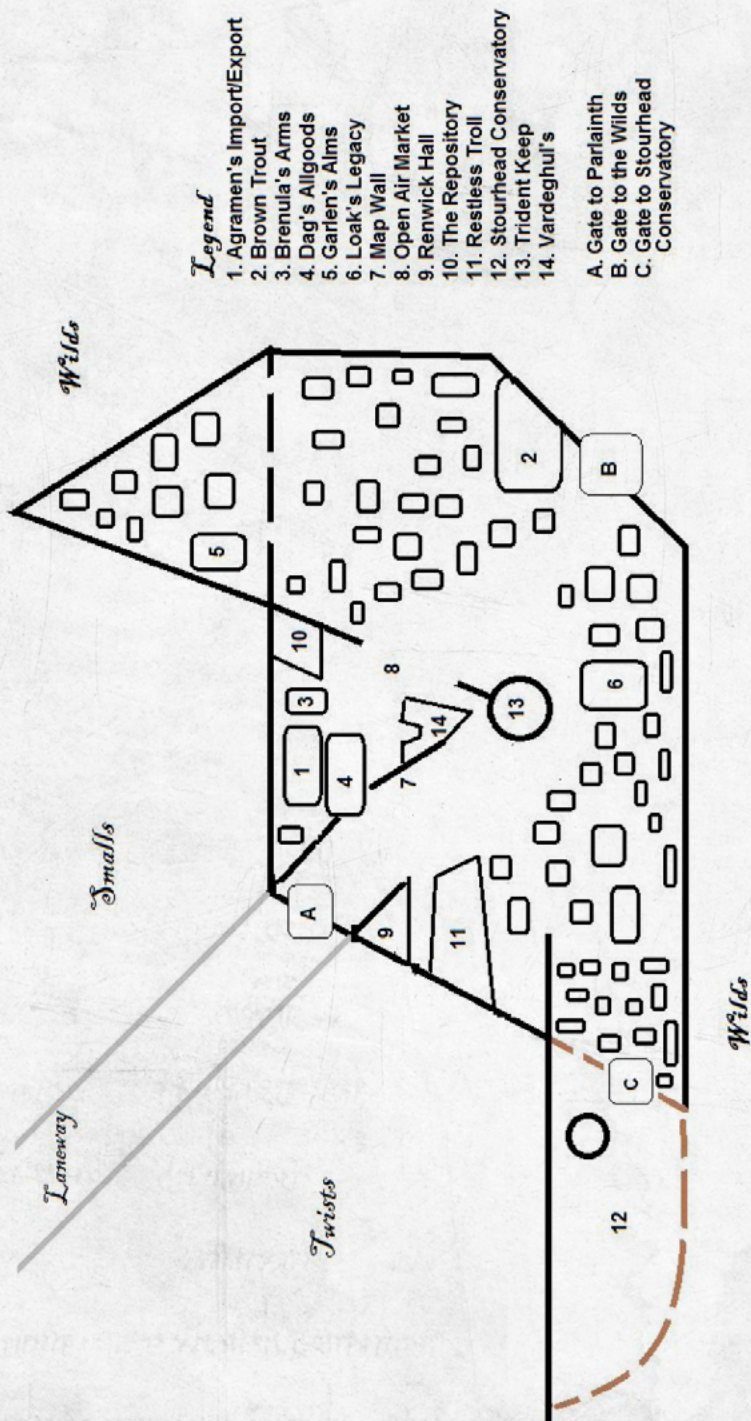 Legend
1. Agramen's Import/Export
2. Brown Trout
3. Brenula's Arms
4. Dag's Allgoods
5. Garlen's Alms
6. Loak's Legacy
7. Map Wall
8. Open Air Market
9. Renwick Hall
10. The Repository
11. Restless Troll
12. Stourhead Conservatory
13. Trident Keep
14. Vardeghul's
A. Gate to Parlainth
B. Gate to the Wilds
C. Gate to Stourhead
Conservatory
Wilds
Smalls
Laneway
Twists
Wilds
5
10
3
1
4
8
14
7
13
A
9
11
2
B
6
C
12